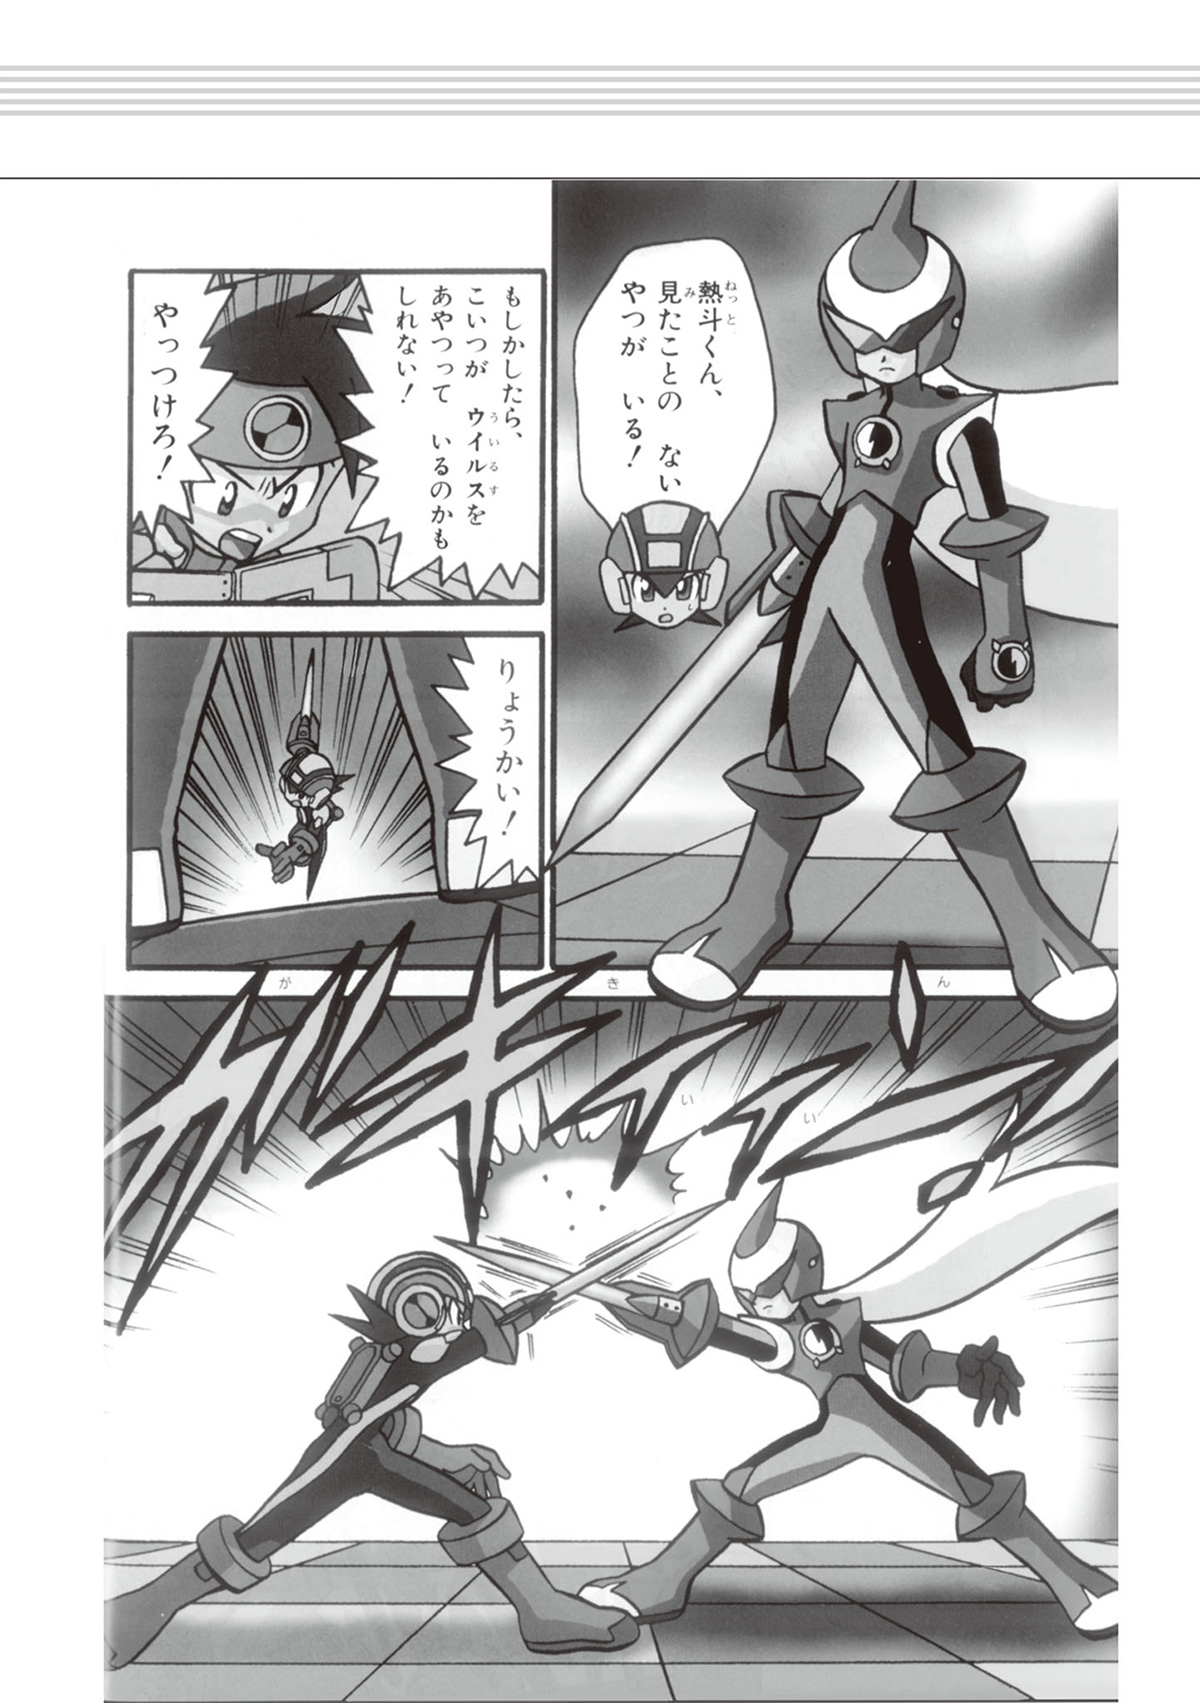 熱斗くん、
見たことの ない
やつが いる!
もしかしたら、
こいつが ウイルスを
あやつって いるのかも
しれない!
やっつけろ!
りょうかい!
ガキィィーン